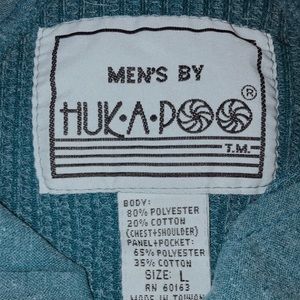 MEN'S BY
HUK·A·POO®
T.M.
BODY:
80% POLYESTER
20% COTTON
(CHEST+SHOULDER)
PANEL+POCKET:
65% POLYESTER
35% COTTON
SIZE: L
RN 60163
MADE IN TAIWAN